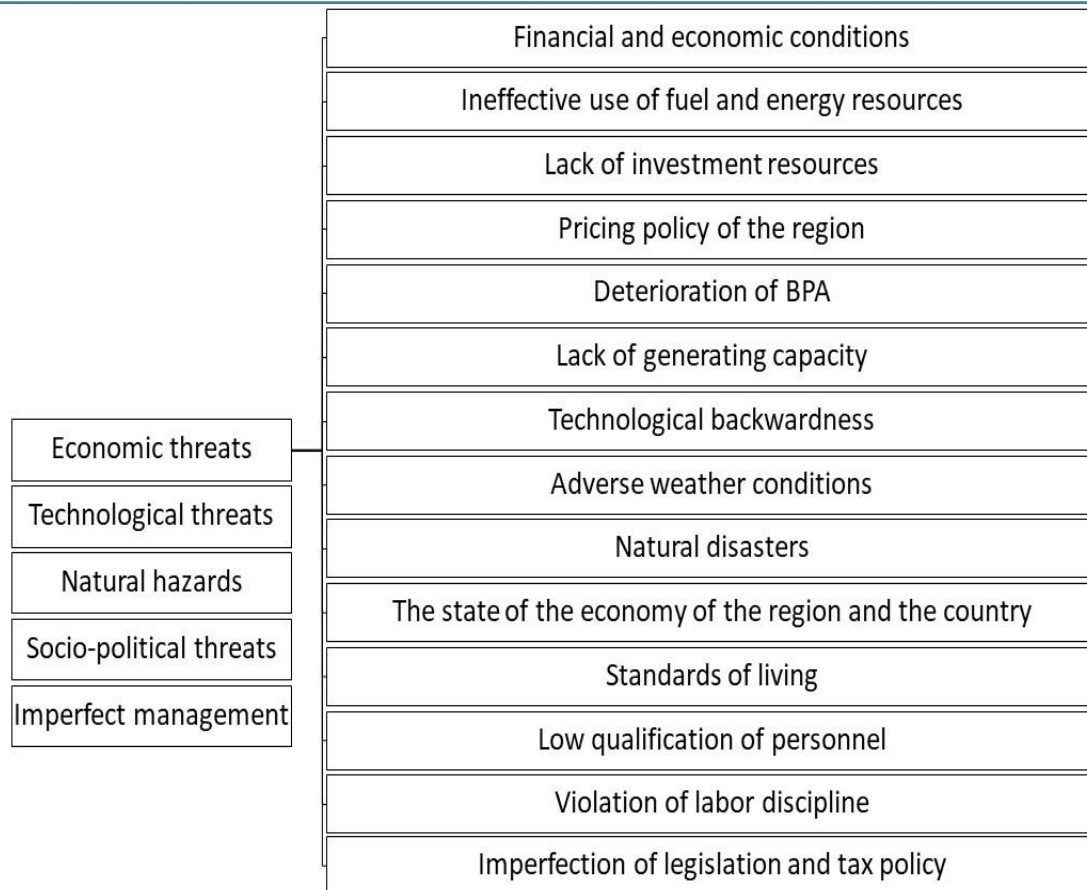 Financial and economic conditions
Ineffective use of fuel and energy resources
Lack of investment resources
Pricing policy of the region
Deterioration of BPA
Lack of generating capacity
Technological backwardness
Adverse weather conditions
Natural disasters
The state of the economy of the region and the country
Standards of living
Low qualification of personnel
Violation of labor discipline
Imperfection of legislation and tax policy
Economic threats
Technological threats
Natural hazards
Socio-political threats
Imperfect management